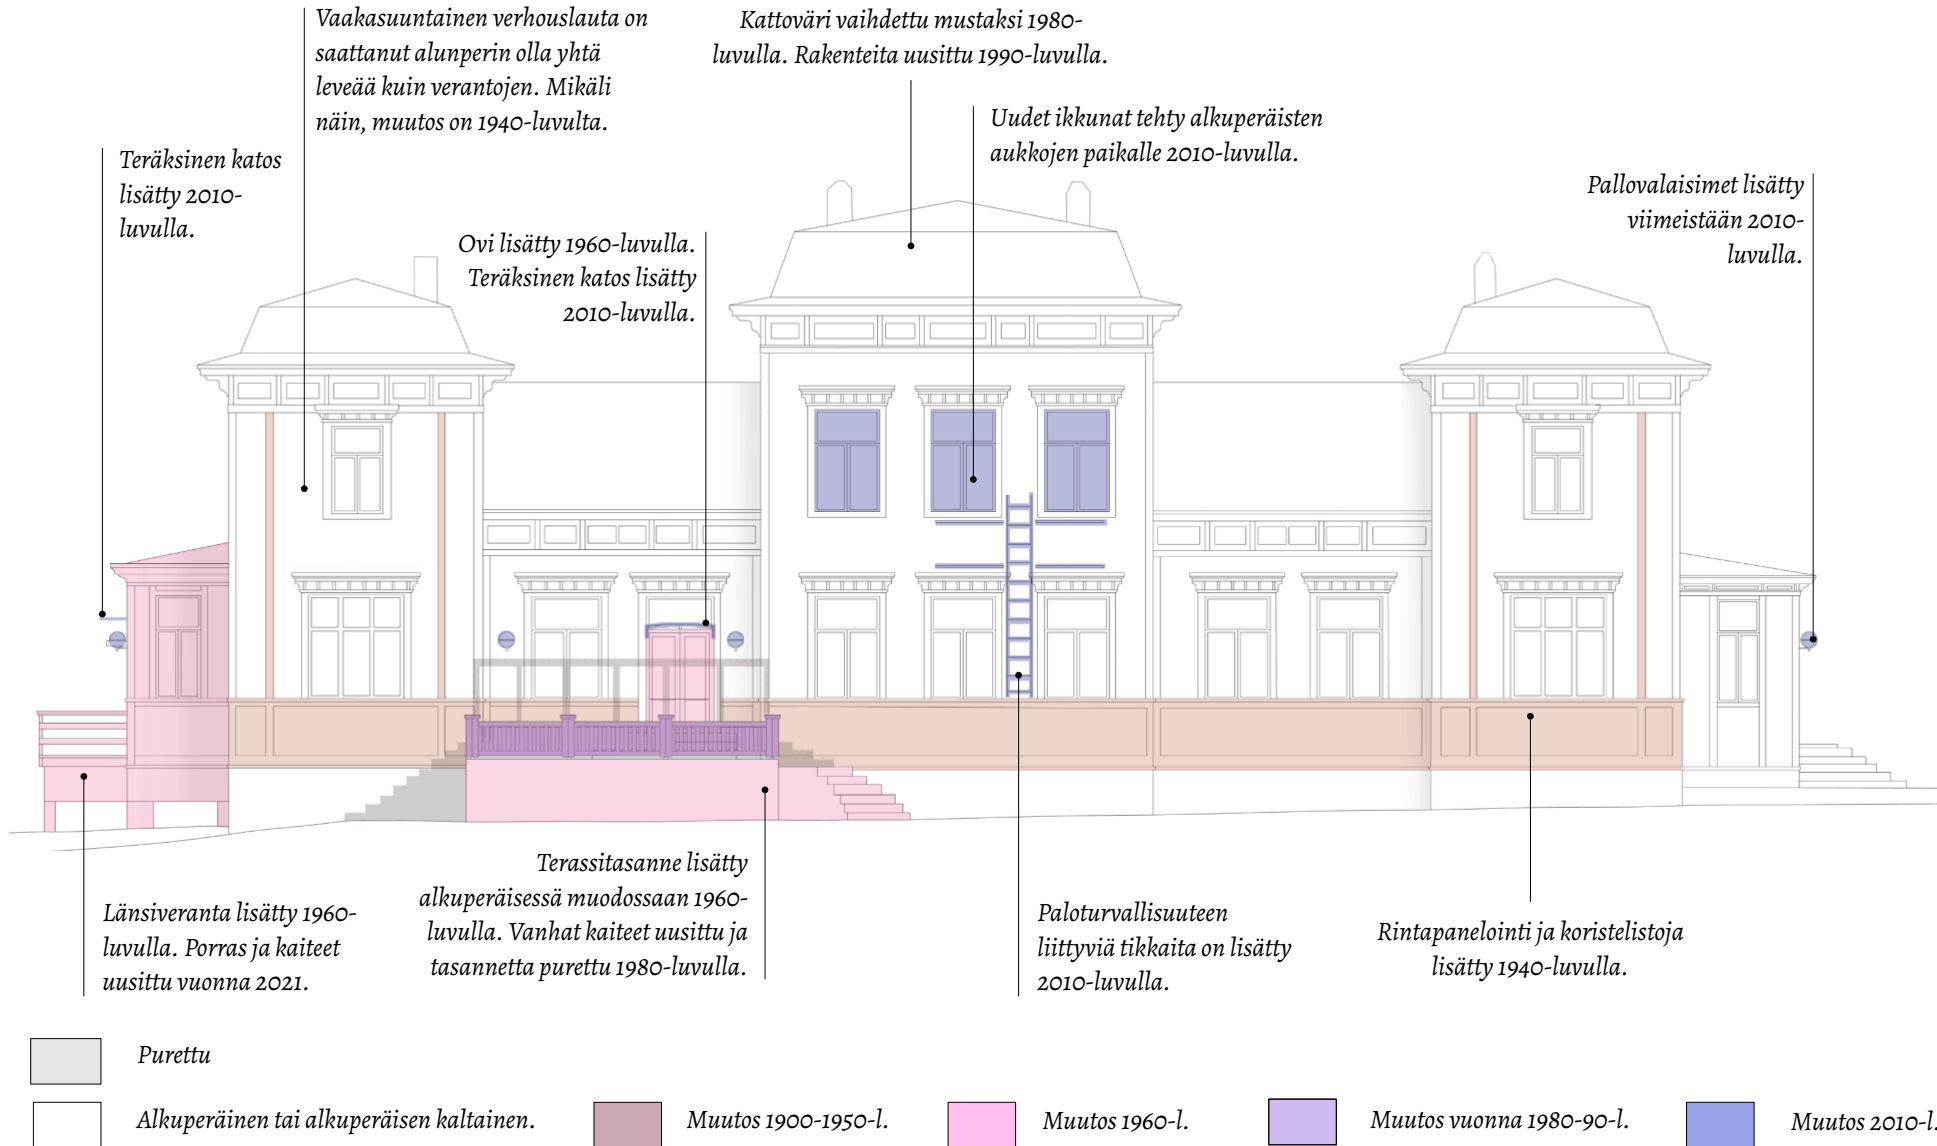 Vaakasuuntainen verhouslauta on
saattanut alunperin olla yhtä
leveää kuin verantojen. Mikäli
näin, muutos on 1940-luvulta.
Kattoväri vaihdettu mustaksi 1980-
luvulla. Rakenteita uusittu 1990-luvulla.
Uudet ikkunat tehty alkuperäisten
aukkojen paikalle 2010-luvulla.
Teräksinen katos
lisätty 2010-
luvulla.
Pallovalaisimet lisätty
viimeistään 2010-
luvulla.
Ovi lisätty 1960-luvulla.
Teräksinen katos lisätty
2010-luvulla.
Länsiveranta lisätty 1960-
luvulla. Porras ja kaiteet
uusittu vuonna 2021.
Terassitasanne lisätty
alkuperäisessä muodossaan 1960-
luvulla. Vanhat kaiteet uusittu ja
tasannetta purettu 1980-luvulla.
Paloturvallisuuteen
liittyviä tikkaita on lisätty
2010-luvulla.
Rintapanelointi ja koristelistoja
lisätty 1940-luvulla.
Purettu
Alkuperäinen tai alkuperäisen kaltainen.
Muutos 1900-1950-l.
Muutos 1960-l.
Muutos vuonna 1980-90-l.
Muutos 2010-l.